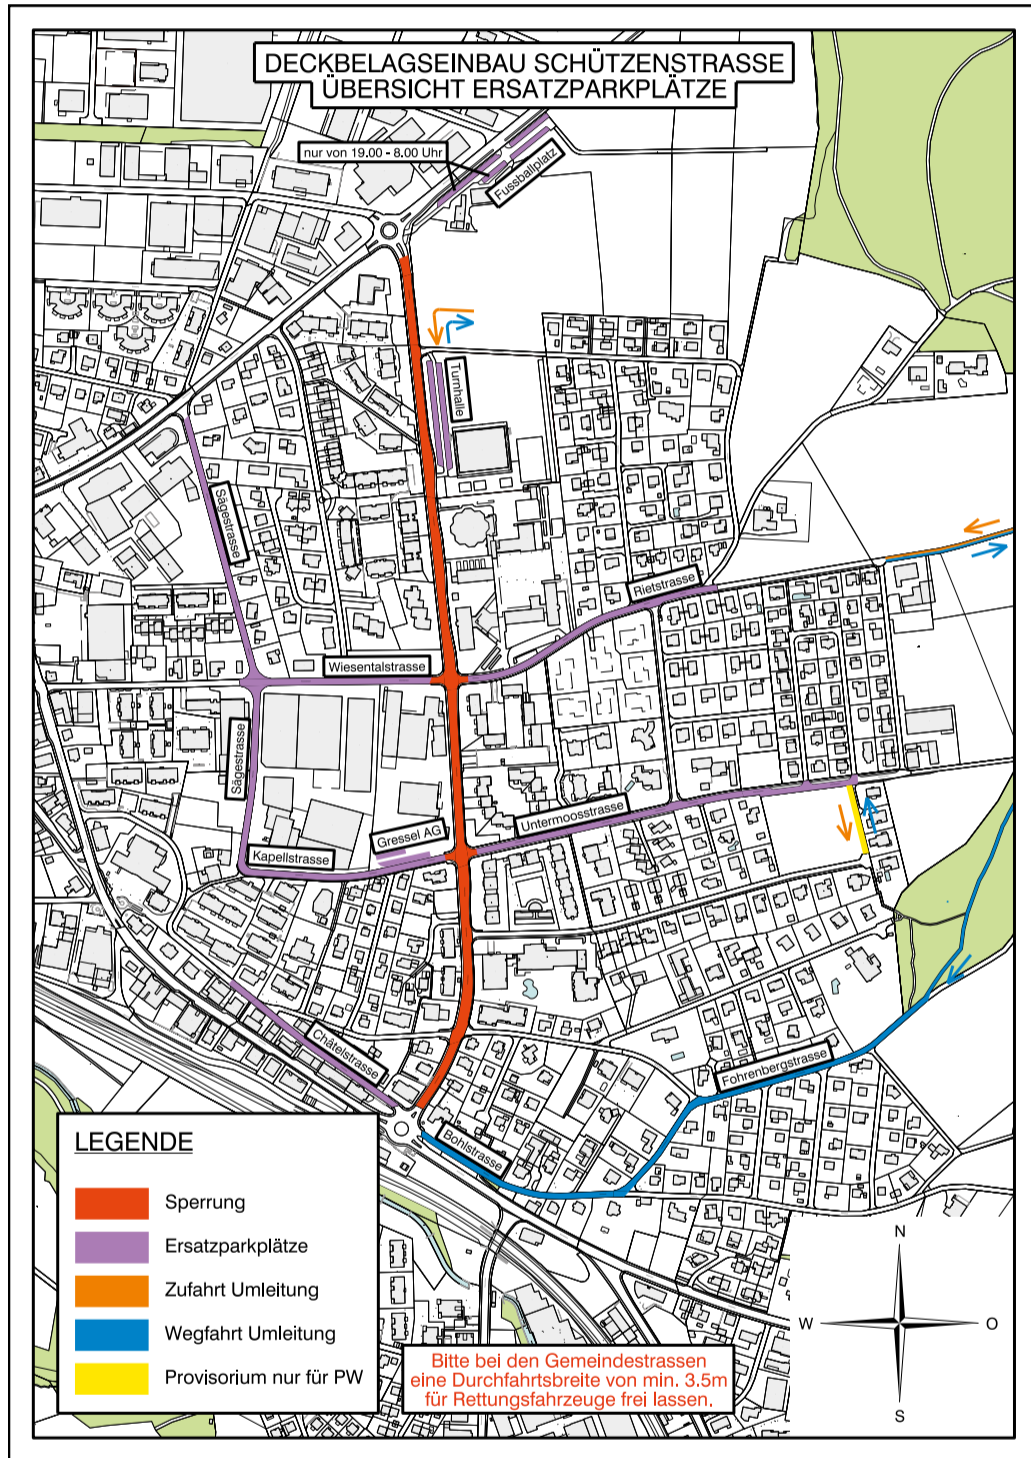 DECKBELAGSEINBAU SCHÜTZENSTRASSE
ÜBERSICHT ERSATZPARKPLÄTZE
nur von 19.00 - 8.00 Uhr
Fussballplatz
Turnhalle
Sägestrasse
Rietstrasse
Wiesentalstrasse
Sägestrasse
Untermoosstrasse
Gressel AG
Kapellstrasse
Châtelstrasse
Fohrenbergstrasse
Bohlstrasse
LEGENDE
Sperrung
Ersatzparkplätze
Zufahrt Umleitung
Wegfahrt Umleitung
Provisorium nur für PW
Bitte bei den Gemeindestrassen
eine Durchfahrtsbreite von min. 3.5m
für Rettungsfahrzeuge frei lassen.
N
W
O
S